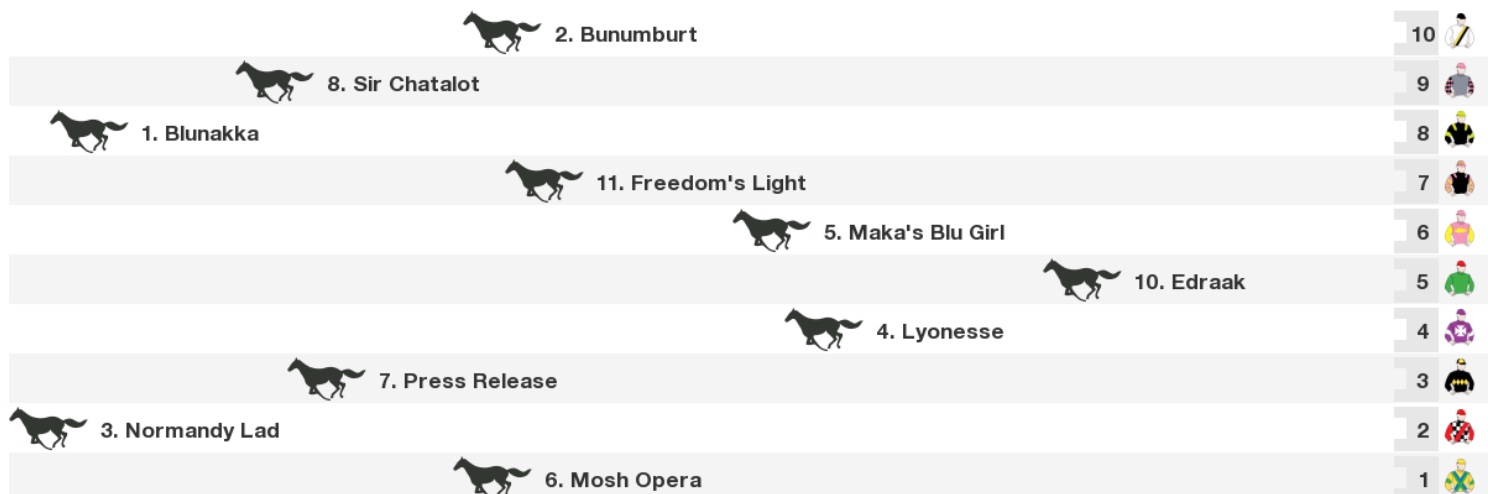 2. Bunumburt 10
8. Sir Chatalot 9
1. Blunakka 8
11. Freedom's Light 7
5. Maka's Blu Girl 6
10. Edraak 5
4. Lyonesse 4
7. Press Release 3
3. Normandy Lad 2
6. Mosh Opera 1